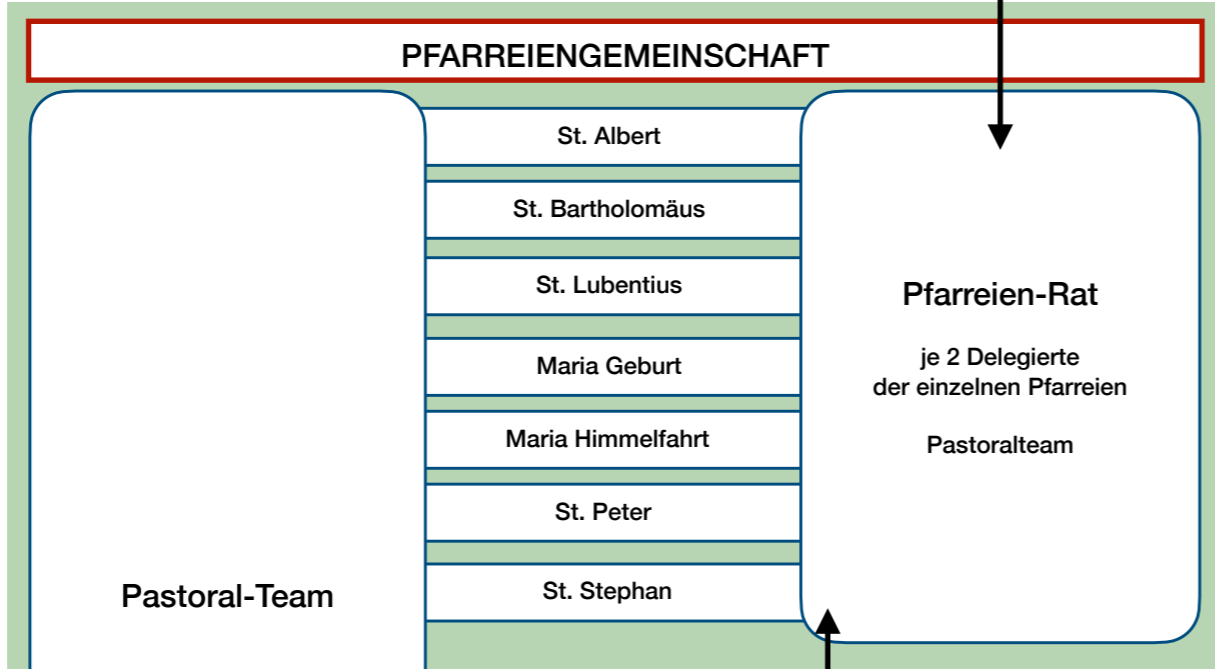 PFARREIENGEMEINSCHAFT
St. Albert
St. Bartholomäus
St. Lubentius
Maria Geburt
Maria Himmelfahrt
St. Peter
St. Stephan
Pastoral-Team
Pfarreien-Rat
je 2 Delegierte
der einzelnen Pfarreien
Pastoralteam